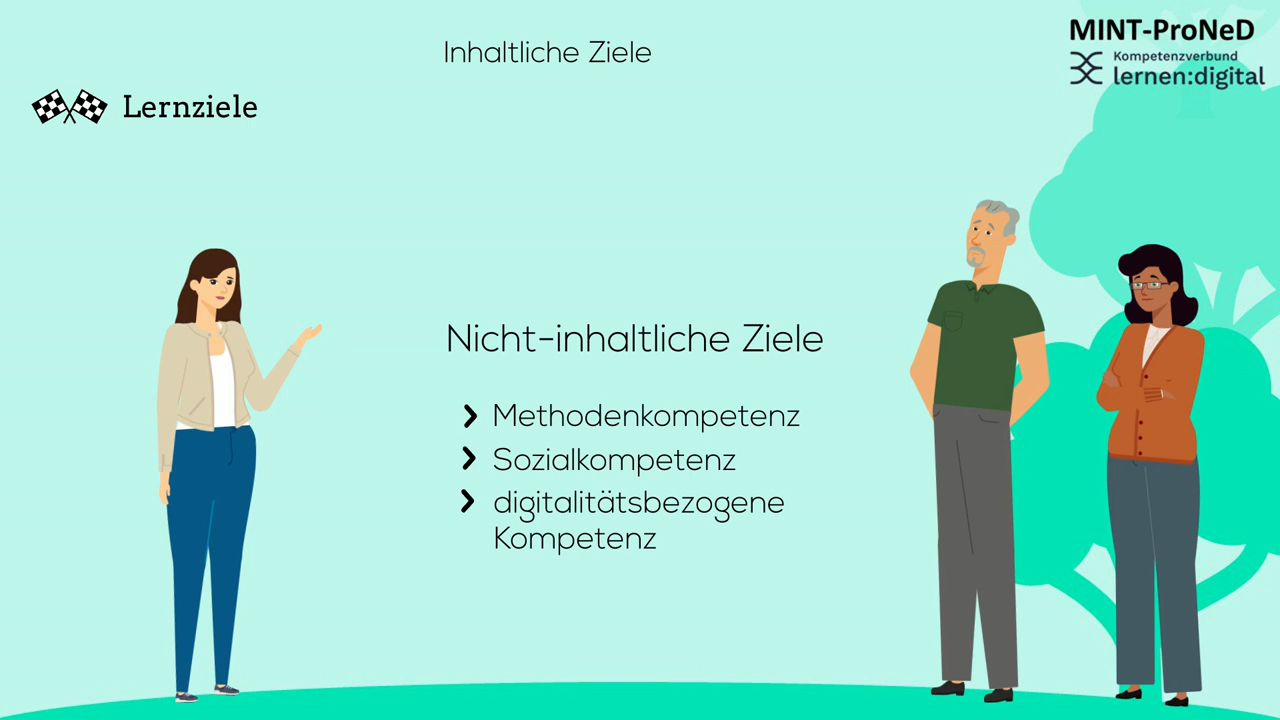 Inhaltliche Ziele
MINT-ProNeD
Kompetenzverbund
lernen:digital
Lernziele
Nicht-inhaltliche Ziele
Methodenkompetenz
Sozialkompetenz
digitalitätsbezogene
Kompetenz